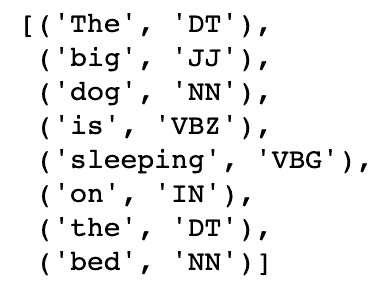 [('The', 'DT'),
('big', 'JJ'),
('dog', 'NN'),
('is', 'VBZ'),
('sleeping', 'VBG'),
('on', 'IN'),
('the', 'DT'),
('bed', 'NN')]